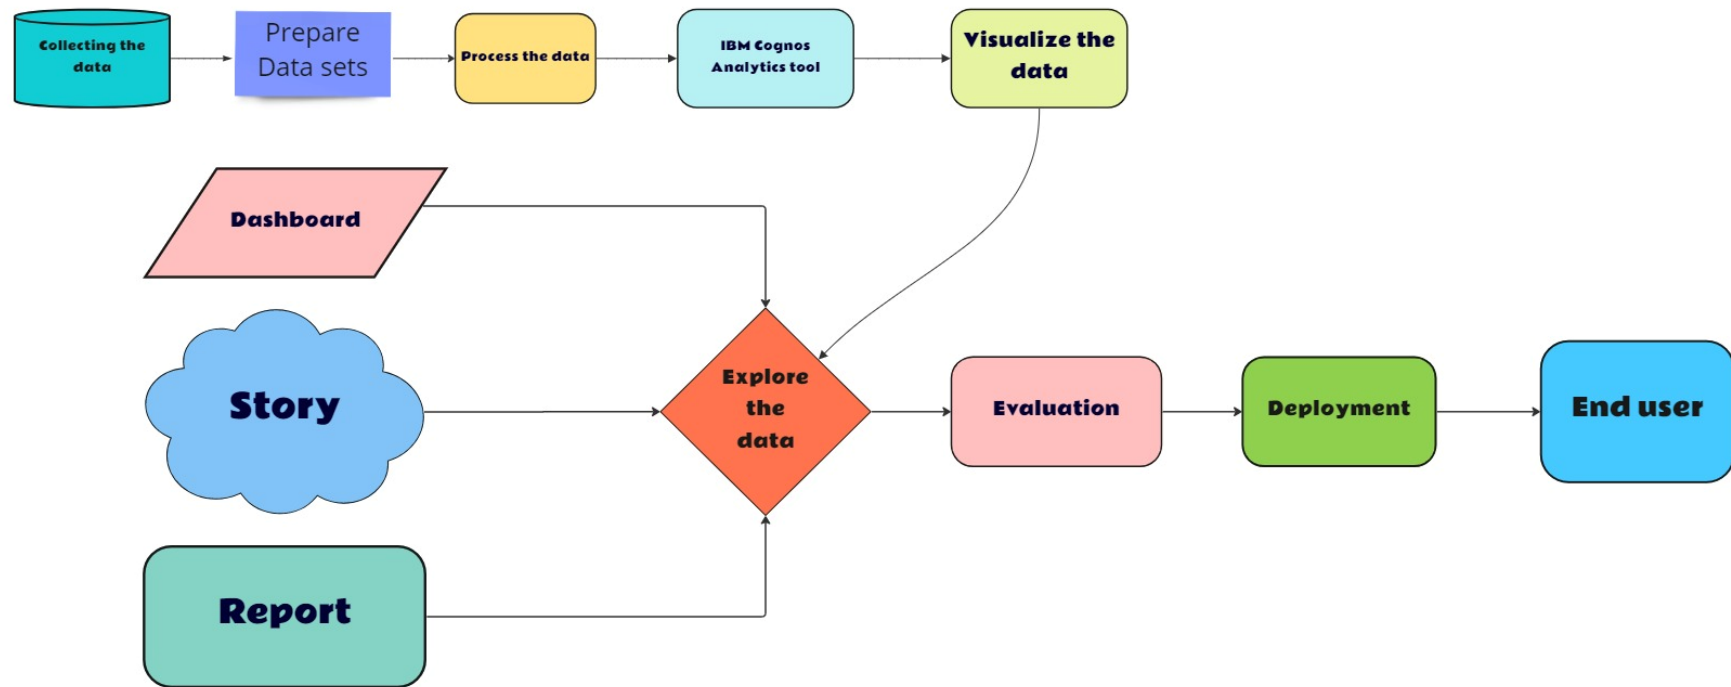 Collecting the
data
Prepare
Data sets
Process the data
IBM Cognos
Analytics tool
Visualize the
data
Dashboard
Story
Explore
the
data
Evaluation
Deployment
End user
Report